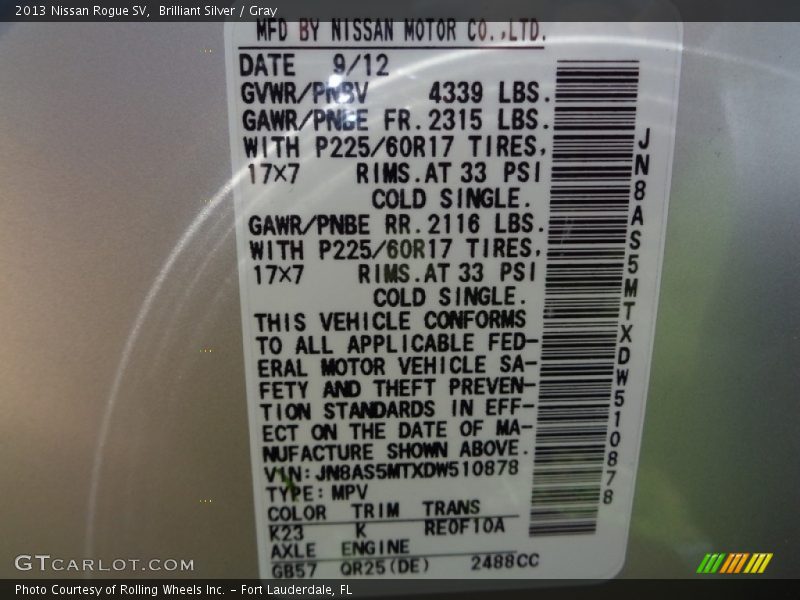 2013 Nissan Rogue SV,  Brilliant Silver / Gray
MFD BY NISSAN MOTOR CO.,LTD.
DATE 9/12
GVWR/PNBV 4339 LBS.
GAWR/PNBE FR. 2315 LBS.
WITH P225/60R17 TIRES,
17×7 RIMS. AT 33 PSI
COLD SINGLE.
GAWR/PNBE RR. 2116 LBS.
WITH P225/60R17 TIRES,
17×7 RIMS. AT 33 PSI
COLD SINGLE.
THIS VEHICLE CONFORMS
TO ALL APPLICABLE FED-
ERAL MOTOR VEHICLE SA-
FETY AND THEFT PREVEN-
TION STANDARDS IN EFF-
ECT ON THE DATE OF MA-
NUFACTURE SHOWN ABOVE.
VIN: JN8AS5MTXDW510878
TYPE: MPV
COLOR TRIM TRANS
K23 K RE0F10A
AXLE ENGINE
GB57 QR25(DE) 2488CC
JN8AS5MTXDW510878
GTCARLOT.COM
Photo Courtesy of Rolling Wheels Inc. – Fort Lauderdale, FL